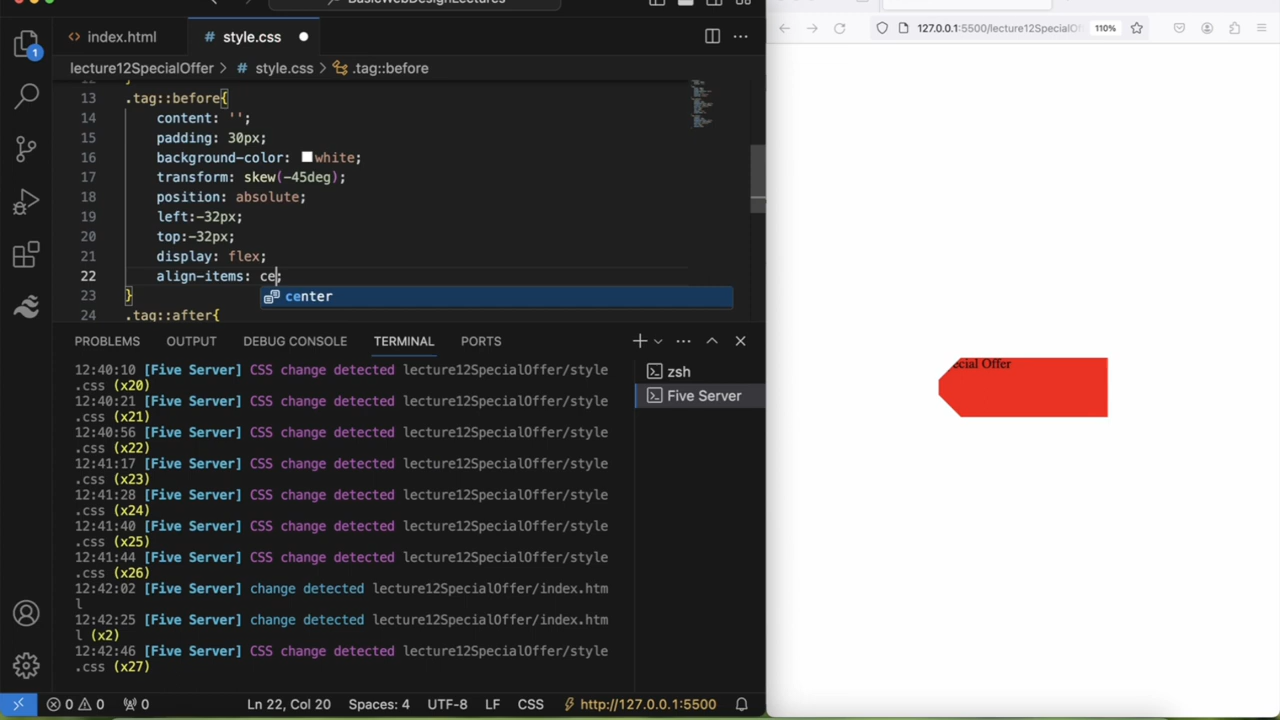 BasicWebDesignLectures
index.html
# style.css
127.0.0.1:5500/lecture12SpecialOf
110%
lecture12SpecialOffer > # style.css > .tag::before
13 .tag::before{
14 content: '';
15 padding: 30px;
16 background-color: white;
17 transform: skew(-45deg);
18 position: absolute;
19 left:-32px;
20 top:-32px;
21 display: flex;
22 align-items: ce;
center
23 }
24 .tag::after{
ecial Offer
PROBLEMS OUTPUT DEBUG CONSOLE TERMINAL PORTS
12:40:10 [Five Server] CSS change detected lecture12SpecialOffer/style
.css (x20)
12:40:21 [Five Server] CSS change detected lecture12SpecialOffer/style
.css (x21)
12:40:56 [Five Server] CSS change detected lecture12SpecialOffer/style
.css (x22)
12:41:17 [Five Server] CSS change detected lecture12SpecialOffer/style
.css (x23)
12:41:28 [Five Server] CSS change detected lecture12SpecialOffer/style
.css (x24)
12:41:40 [Five Server] CSS change detected lecture12SpecialOffer/style
.css (x25)
12:41:44 [Five Server] CSS change detected lecture12SpecialOffer/style
.css (x26)
12:42:02 [Five Server] change detected lecture12SpecialOffer/index.htm
l
12:42:25 [Five Server] change detected lecture12SpecialOffer/index.htm
l (x2)
12:42:46 [Five Server] CSS change detected lecture12SpecialOffer/style
.css (x27)
zsh
Five Server
1
0 0 0 Ln 22, Col 20 Spaces: 4 UTF-8 LF CSS http://127.0.0.1:5500